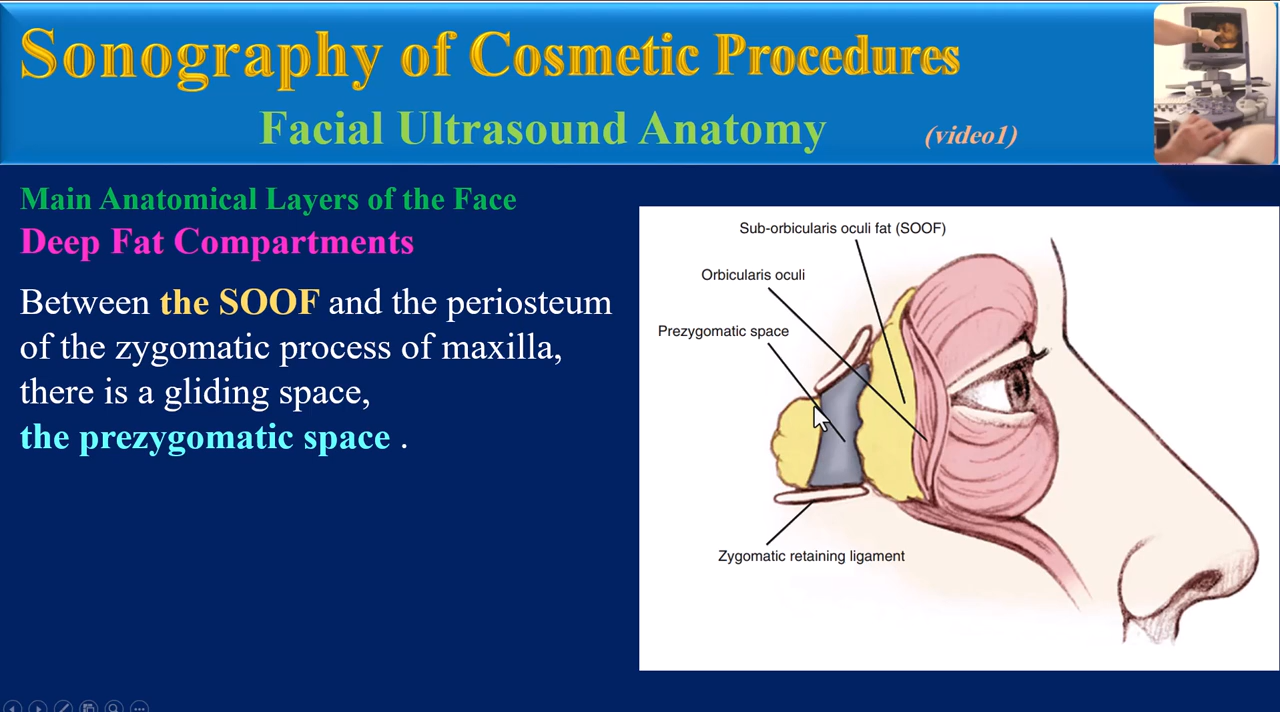 Sonography of Cosmetic Procedures
Facial Ultrasound Anatomy
(video1)
Main Anatomical Layers of the Face
Deep Fat Compartments
Between the SOOF and the periosteum
of the zygomatic process of maxilla,
there is a gliding space,
the prezygomatic space .
Sub-orbicularis oculi fat (SOOF)
Orbicularis oculi
Prezygomatic space
Zygomatic retaining ligament